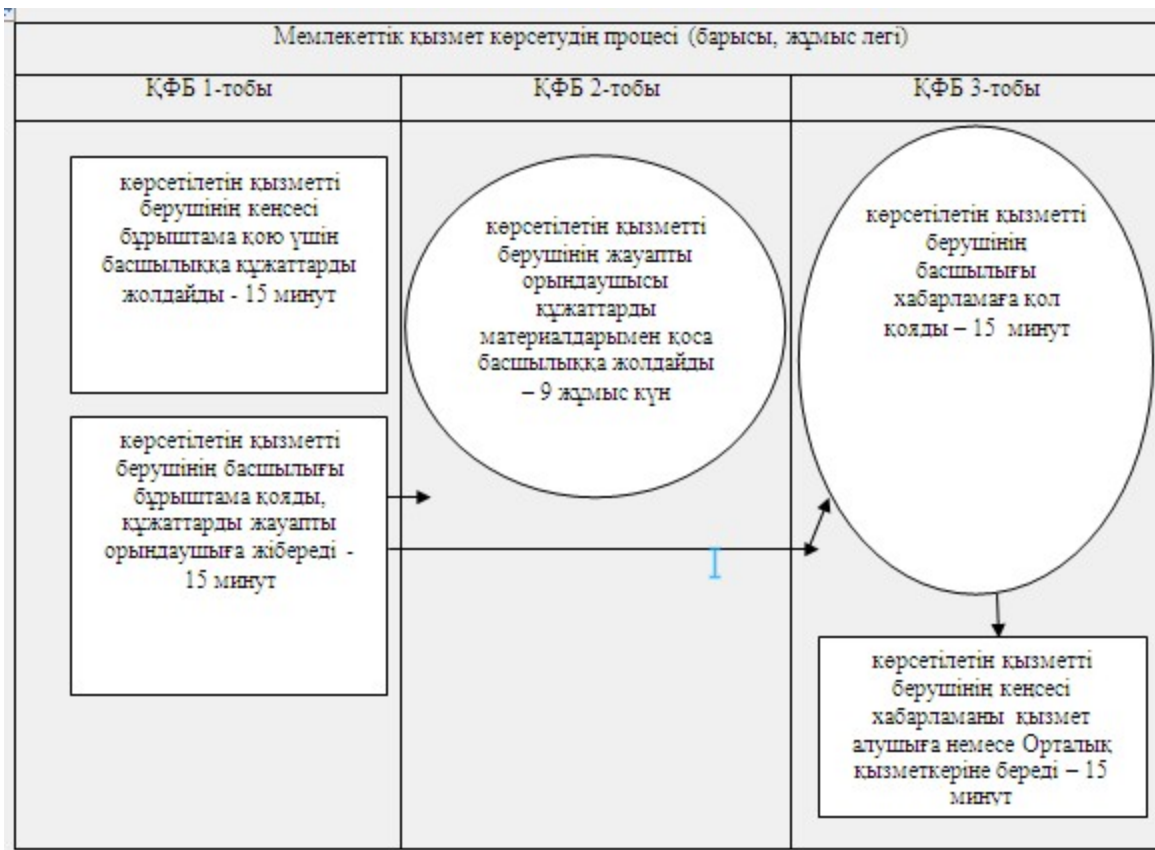 Мемлекеттік қызмет көрсетудің процесі (барысы, жұмыс легі)
ҚФБ 1-тобы
ҚФБ 2-тобы
ҚФБ 3-тобы
көрсетілетін қызметті
берушінің кеңсесі
бұрыштама қою үшін
басшылыққа құжаттарды
жолдайды - 15 минут
көрсетілетін қызметті
берушінің басшылығы
бұрыштама қояды,
құжаттарды жауапты
орындаушыға жібереді -
15 минут
көрсетілетін қызметті
берушінің жауапты
орындаушысы
құжаттарды
материалдарымен қоса
басшылыққа жолдайды
– 9 жұмыс күн
көрсетілетін қызметті
берушінің
басшылығы
хабарламаға қол
қояды – 15 минут
көрсетілетін қызметті
берушінің кеңсесі
хабарламаны қызмет
алушыға немесе Орталық
қызметкеріне береді – 15
минут